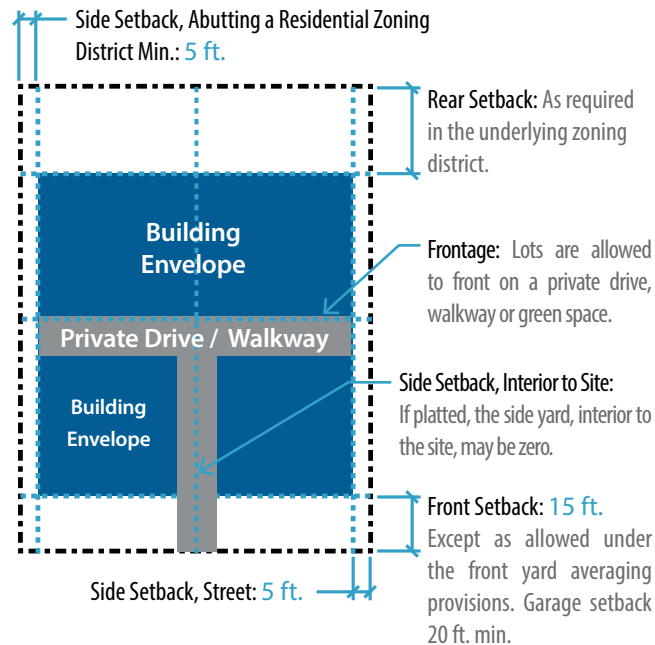 Side Setback, Abutting a Residential Zoning
District Min.: 5 ft.
Rear Setback: As required
in the underlying zoning
district.
Building
Envelope
Frontage: Lots are allowed
to front on a private drive,
walkway or green space.
Private Drive / Walkway
Side Setback, Interior to Site:
If platted, the side yard, interior to
the site, may be zero.
Building
Envelope
Front Setback: 15 ft.
Except as allowed under
the front yard averaging
provisions. Garage setback
20 ft. min.
Side Setback, Street: 5 ft.